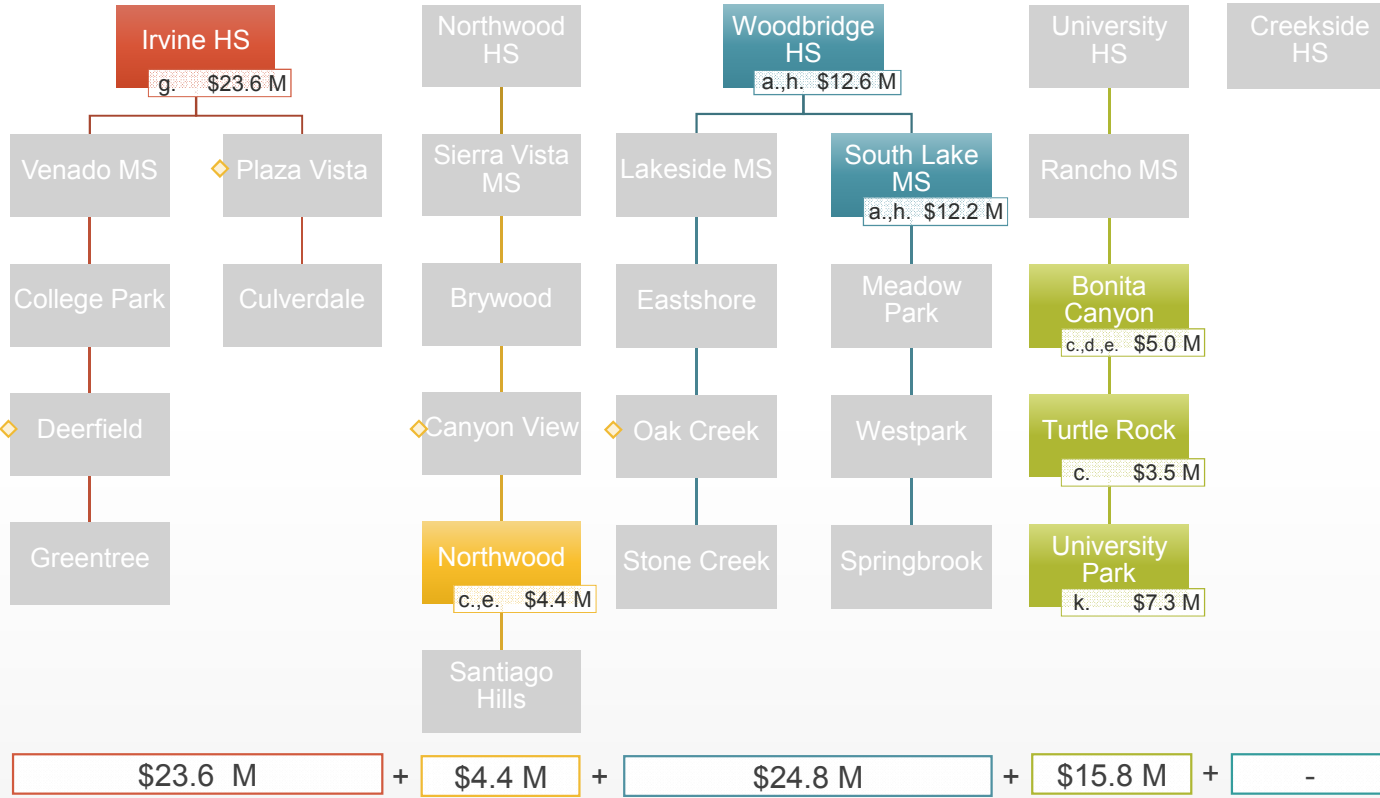 Irvine HS
g. $23.6 M
Northwood
HS
Woodbridge
HS
a.,h. $12.6 M
University
HS
Creekside
HS
Venado MS
Plaza Vista
Sierra Vista
MS
Lakeside MS
South Lake
MS
a.,h. $12.2 M
Rancho MS
College Park
Culverdale
Brywood
Eastshore
Meadow
Park
Bonita
Canyon
c.,d.,e. $5.0 M
Deerfield
Canyon View
Oak Creek
Westpark
Turtle Rock
c. $3.5 M
Greentree
Northwood
c.,e. $4.4 M
Stone Creek
Springbrook
University
Park
k. $7.3 M
Santiago
Hills
$23.6 M + $4.4 M + $24.8 M + $15.8 M + -